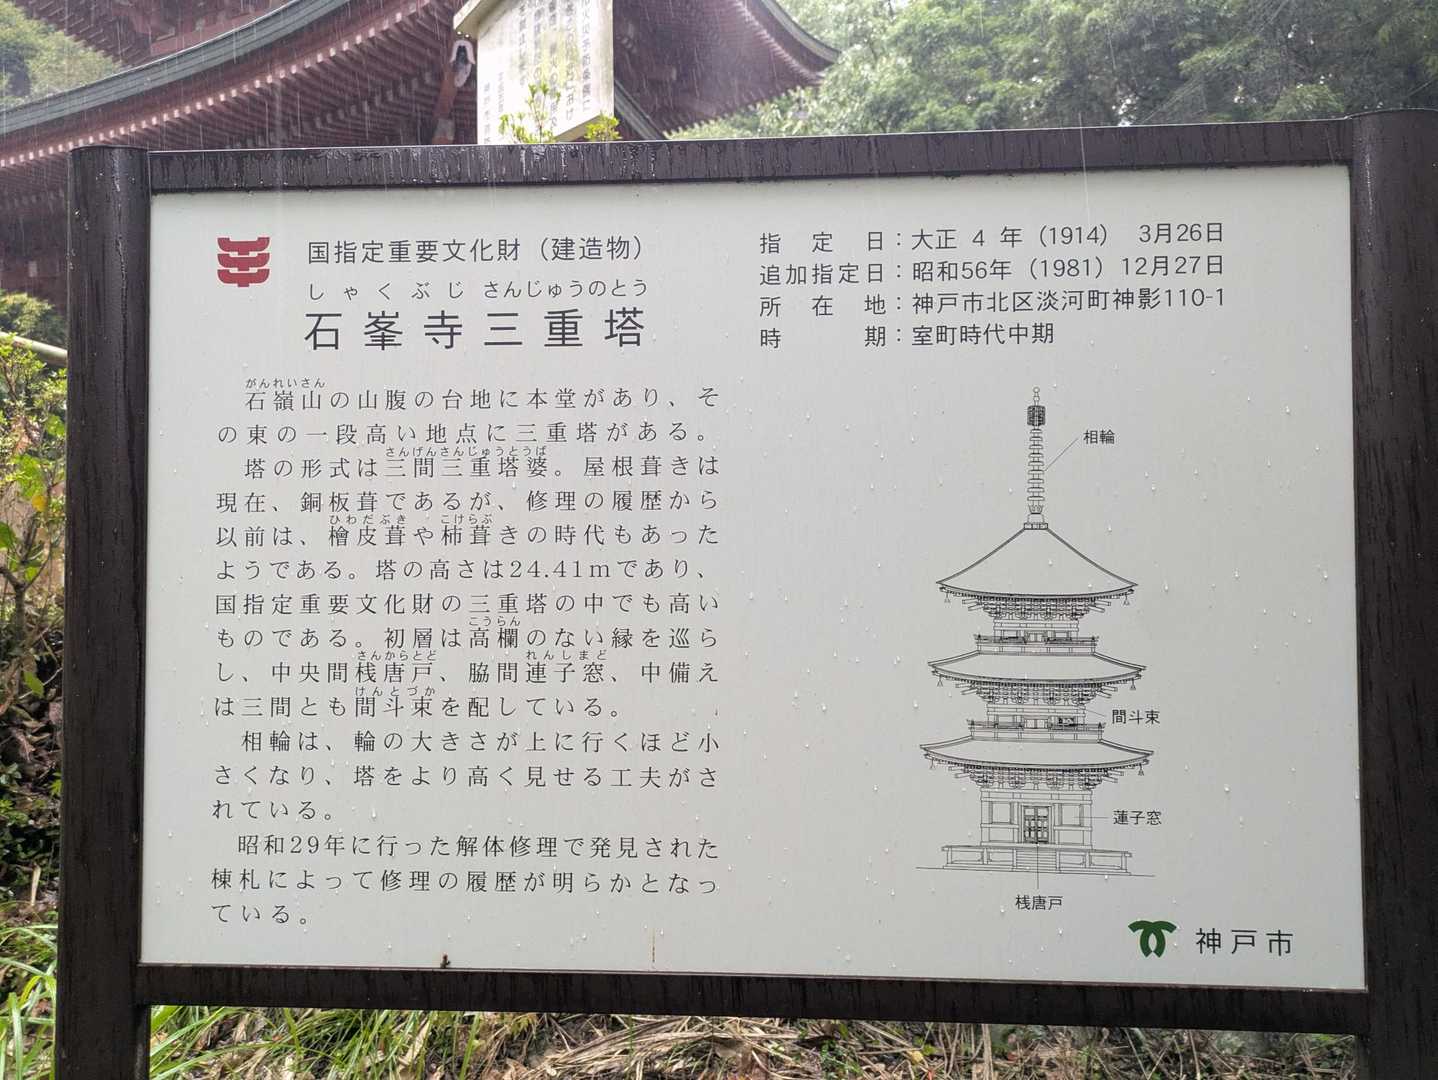 国指定重要文化財（建造物）
しゃくぶじ さんじゅうのとう
石峯寺三重塔
指定日：大正 4 年（1914） 3月26日
追加指定日：昭和56年（1981）12月27日
所在地：神戸市北区淡河町神影110-1
時期：室町時代中期
がんれいさん
石嶺山の山腹の台地に本堂があり、そ
の東の一段高い地点に三重塔がある。
さんげんさんじゅうとうば
塔の形式は三間三重塔婆。屋根葺きは
現在、銅板葺であるが、修理の履歴から
ひわだぶき こけらぶ
以前は、檜皮葺や柿葺きの時代もあった
ようである。塔の高さは24.41mであり、
国指定重要文化財の三重塔の中でも高い
こうらん
ものである。初層は高欄のない縁を巡ら
さんからとど れんしまど
し、中央間桟唐戸、脇間連子窓、中備え
けんとづか
は三間とも間斗束を配している。
相輪は、輪の大きさが上に行くほど小
さくなり、塔をより高く見せる工夫がさ
れている。
昭和29年に行った解体修理で発見された
棟札によって修理の履歴が明らかとなっ
ている。
相輪
間斗束
蓮子窓
桟唐戸
神戸市